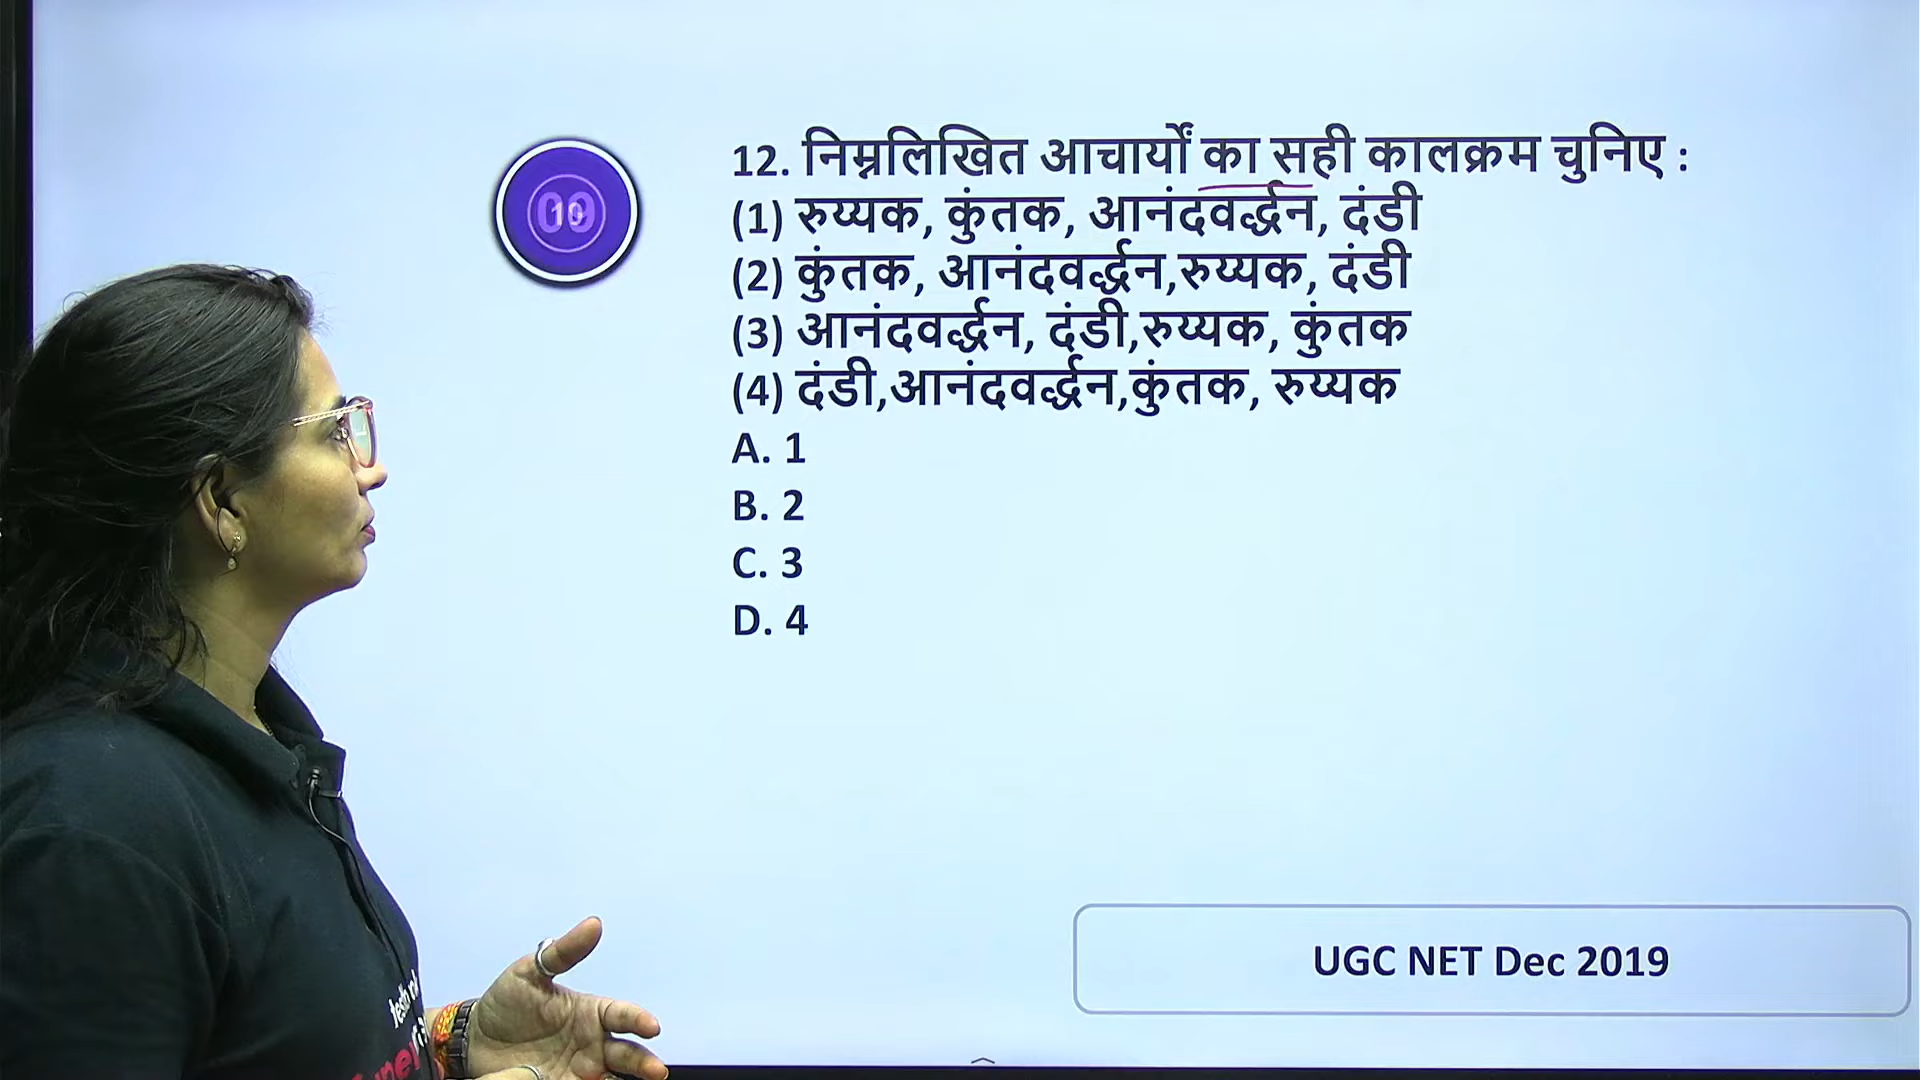 12. निम्नलिखित आचार्यों का सही कालक्रम चुनिए :
(1) रुय्यक, कुंतक, आनंदवर्द्धन, दंडी
(2) कुंतक, आनंदवर्द्धन,रुय्यक, दंडी
(3) आनंदवर्द्धन, दंडी,रुय्यक, कुंतक
(4) दंडी,आनंदवर्द्धन,कुंतक, रुय्यक
A. 1
B. 2
C. 3
D. 4
UGC NET Dec 2019